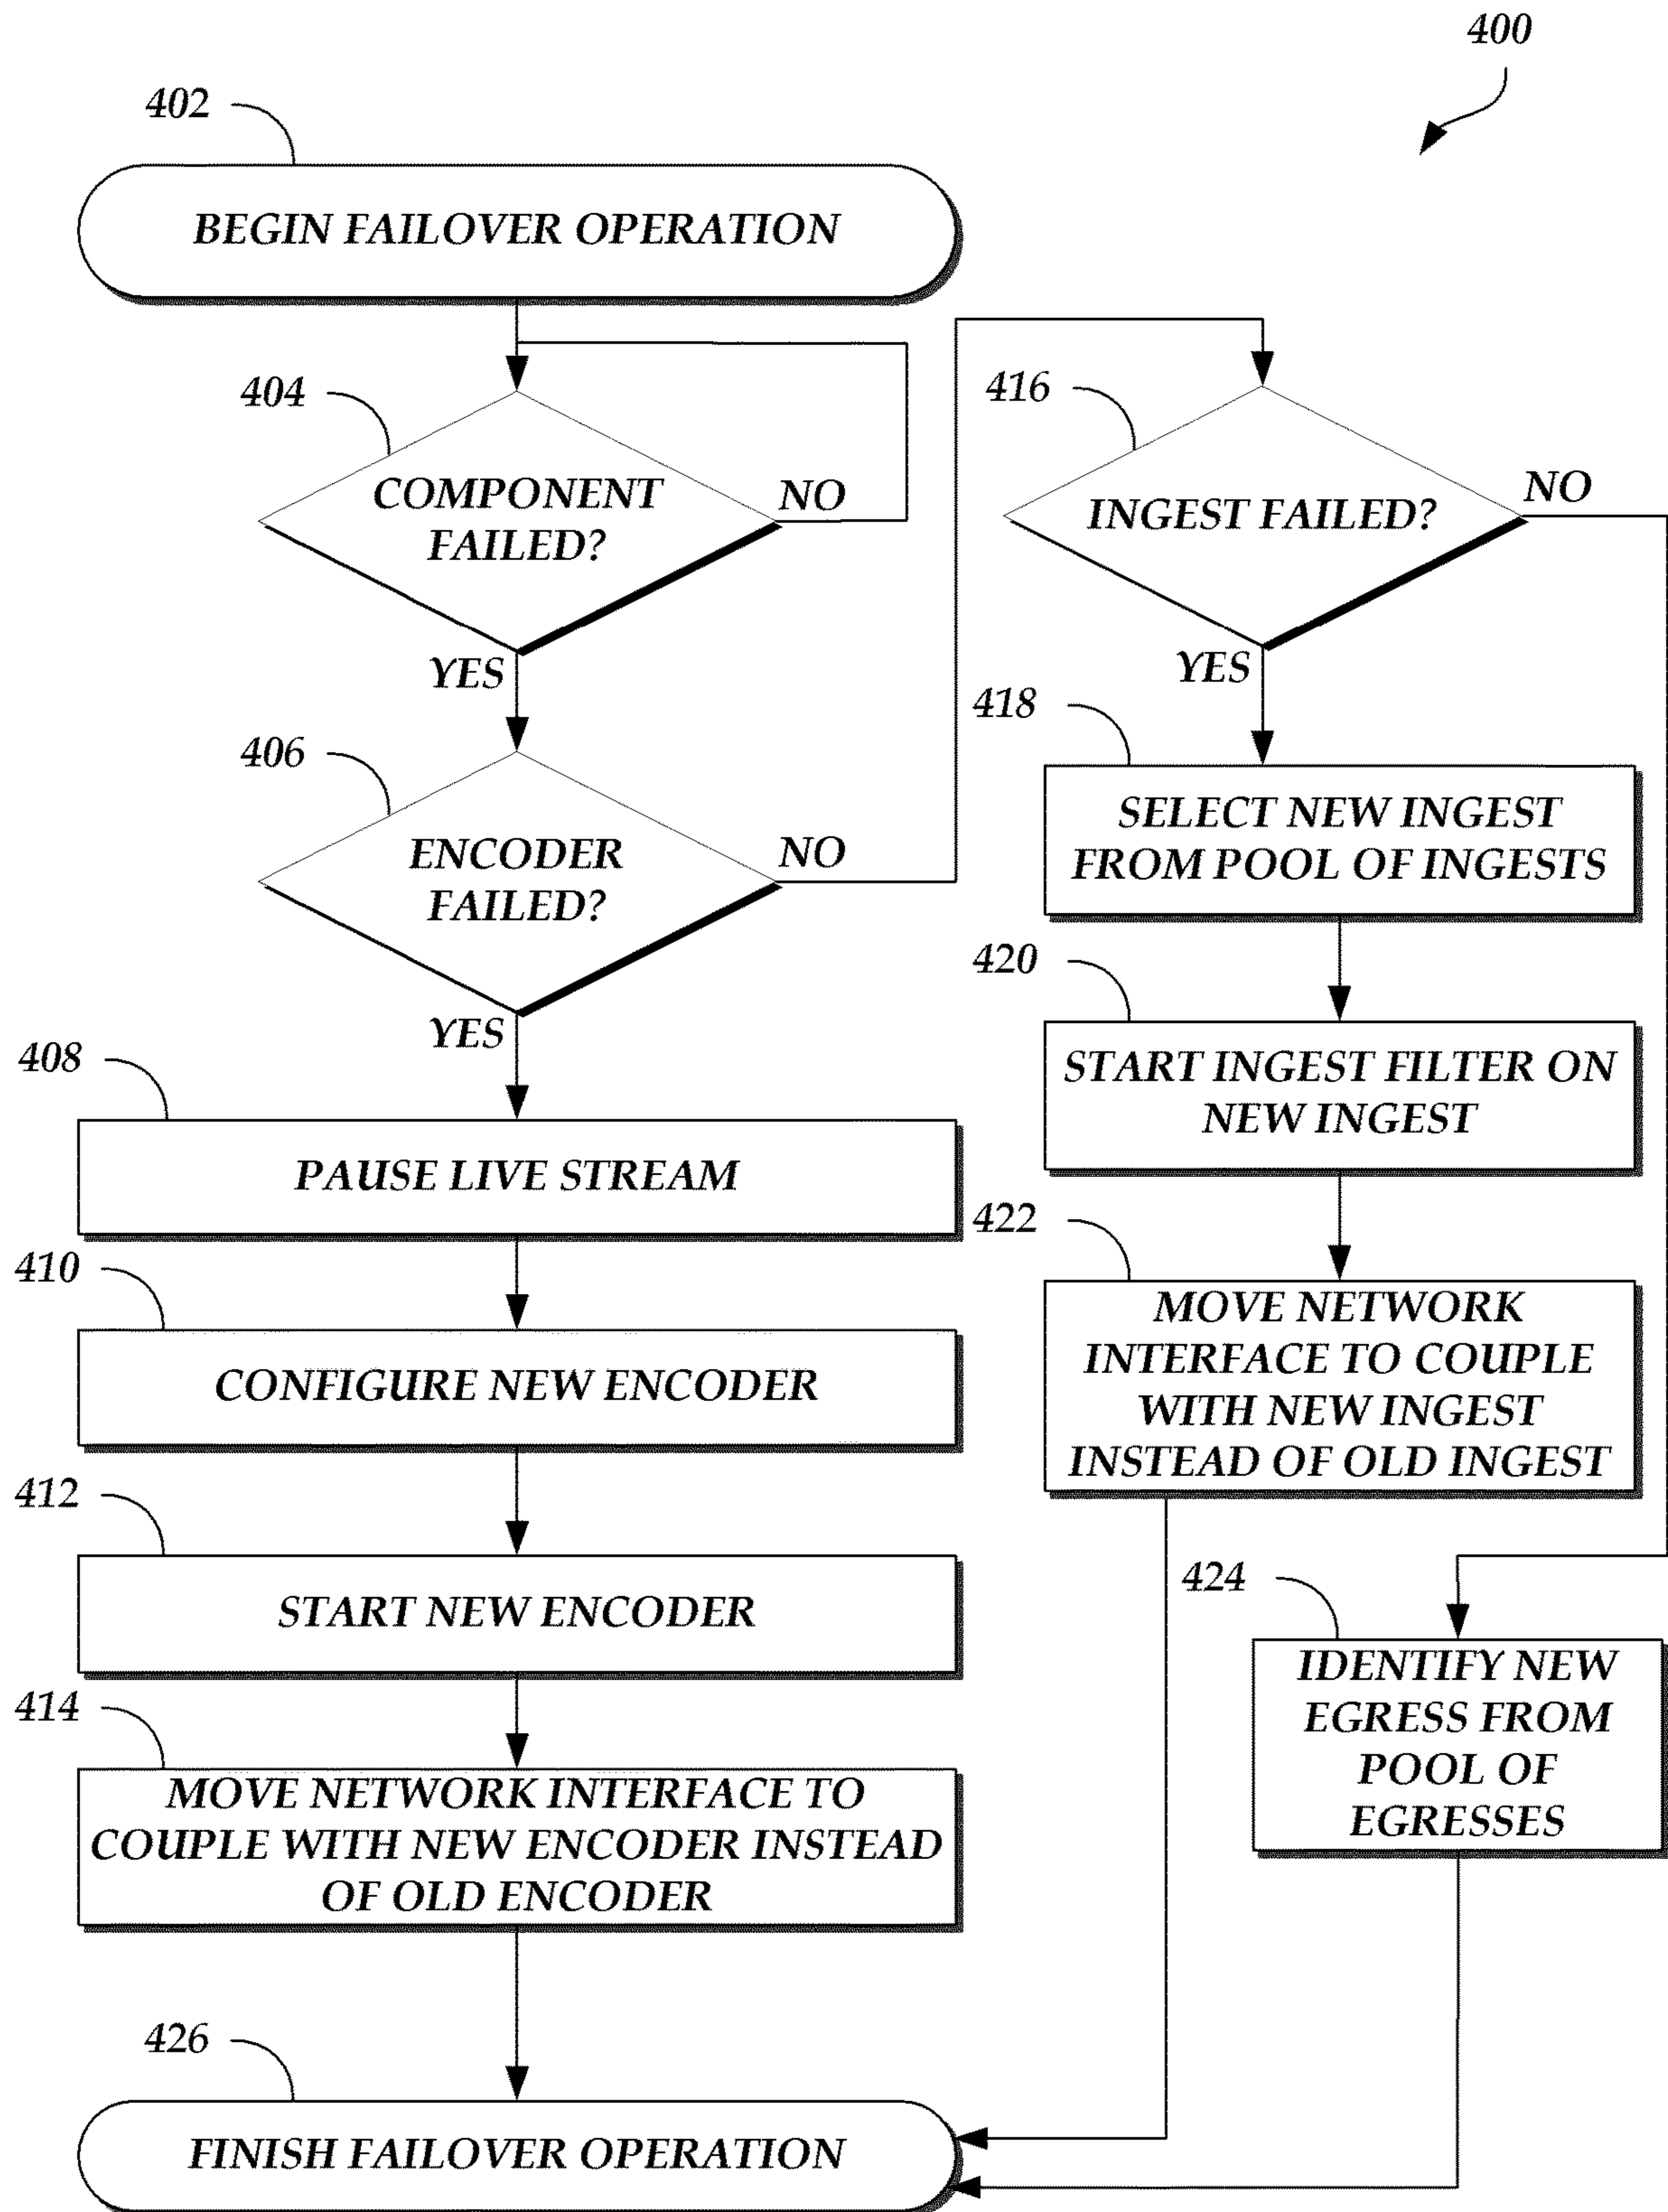 400
402
BEGIN FAILOVER OPERATION
404
COMPONENT
FAILED?
NO
YES
406
ENCODER
FAILED?
NO
YES
408
PAUSE LIVE STREAM
410
CONFIGURE NEW ENCODER
412
START NEW ENCODER
414
MOVE NETWORK INTERFACE TO
COUPLE WITH NEW ENCODER INSTEAD
OF OLD ENCODER
416
INGEST FAILED?
NO
YES
418
SELECT NEW INGEST
FROM POOL OF INGESTS
420
START INGEST FILTER ON
NEW INGEST
422
MOVE NETWORK
INTERFACE TO COUPLE
WITH NEW INGEST
INSTEAD OF OLD INGEST
424
IDENTIFY NEW
EGRESS FROM
POOL OF
EGRESSES
426
FINISH FAILOVER OPERATION